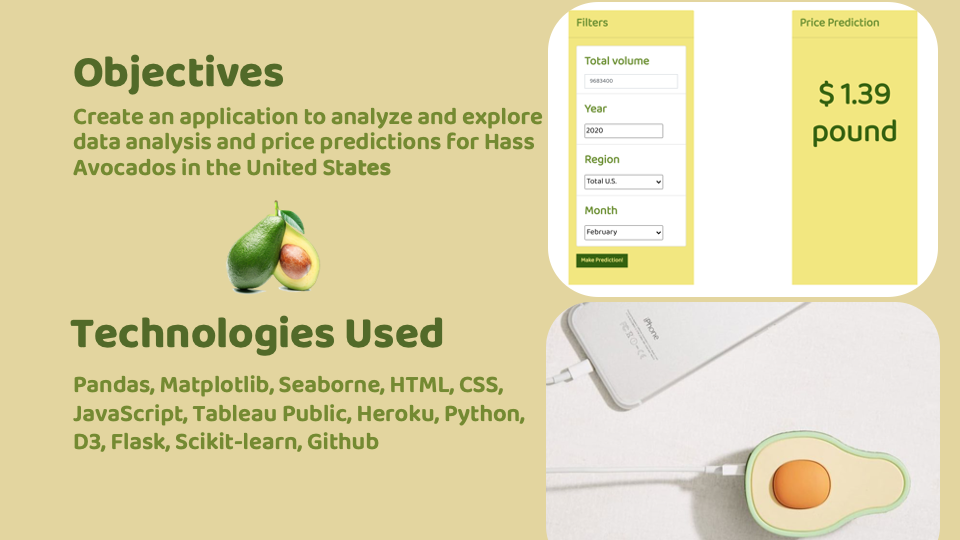 Objectives
Create an application to analyze and explore
data analysis and price predictions for Hass
Avocados in the United States
Technologies Used
Pandas, Matplotlib, Seaborne, HTML, CSS,
JavaScript, Tableau Public, Heroku, Python,
D3, Flask, Scikit-learn, Github
Filters
Total volume
9683400
Year
2020
Region
Total U.S.
Month
February
Make Prediction!
Price Prediction
$ 1.39
pound
iPhone